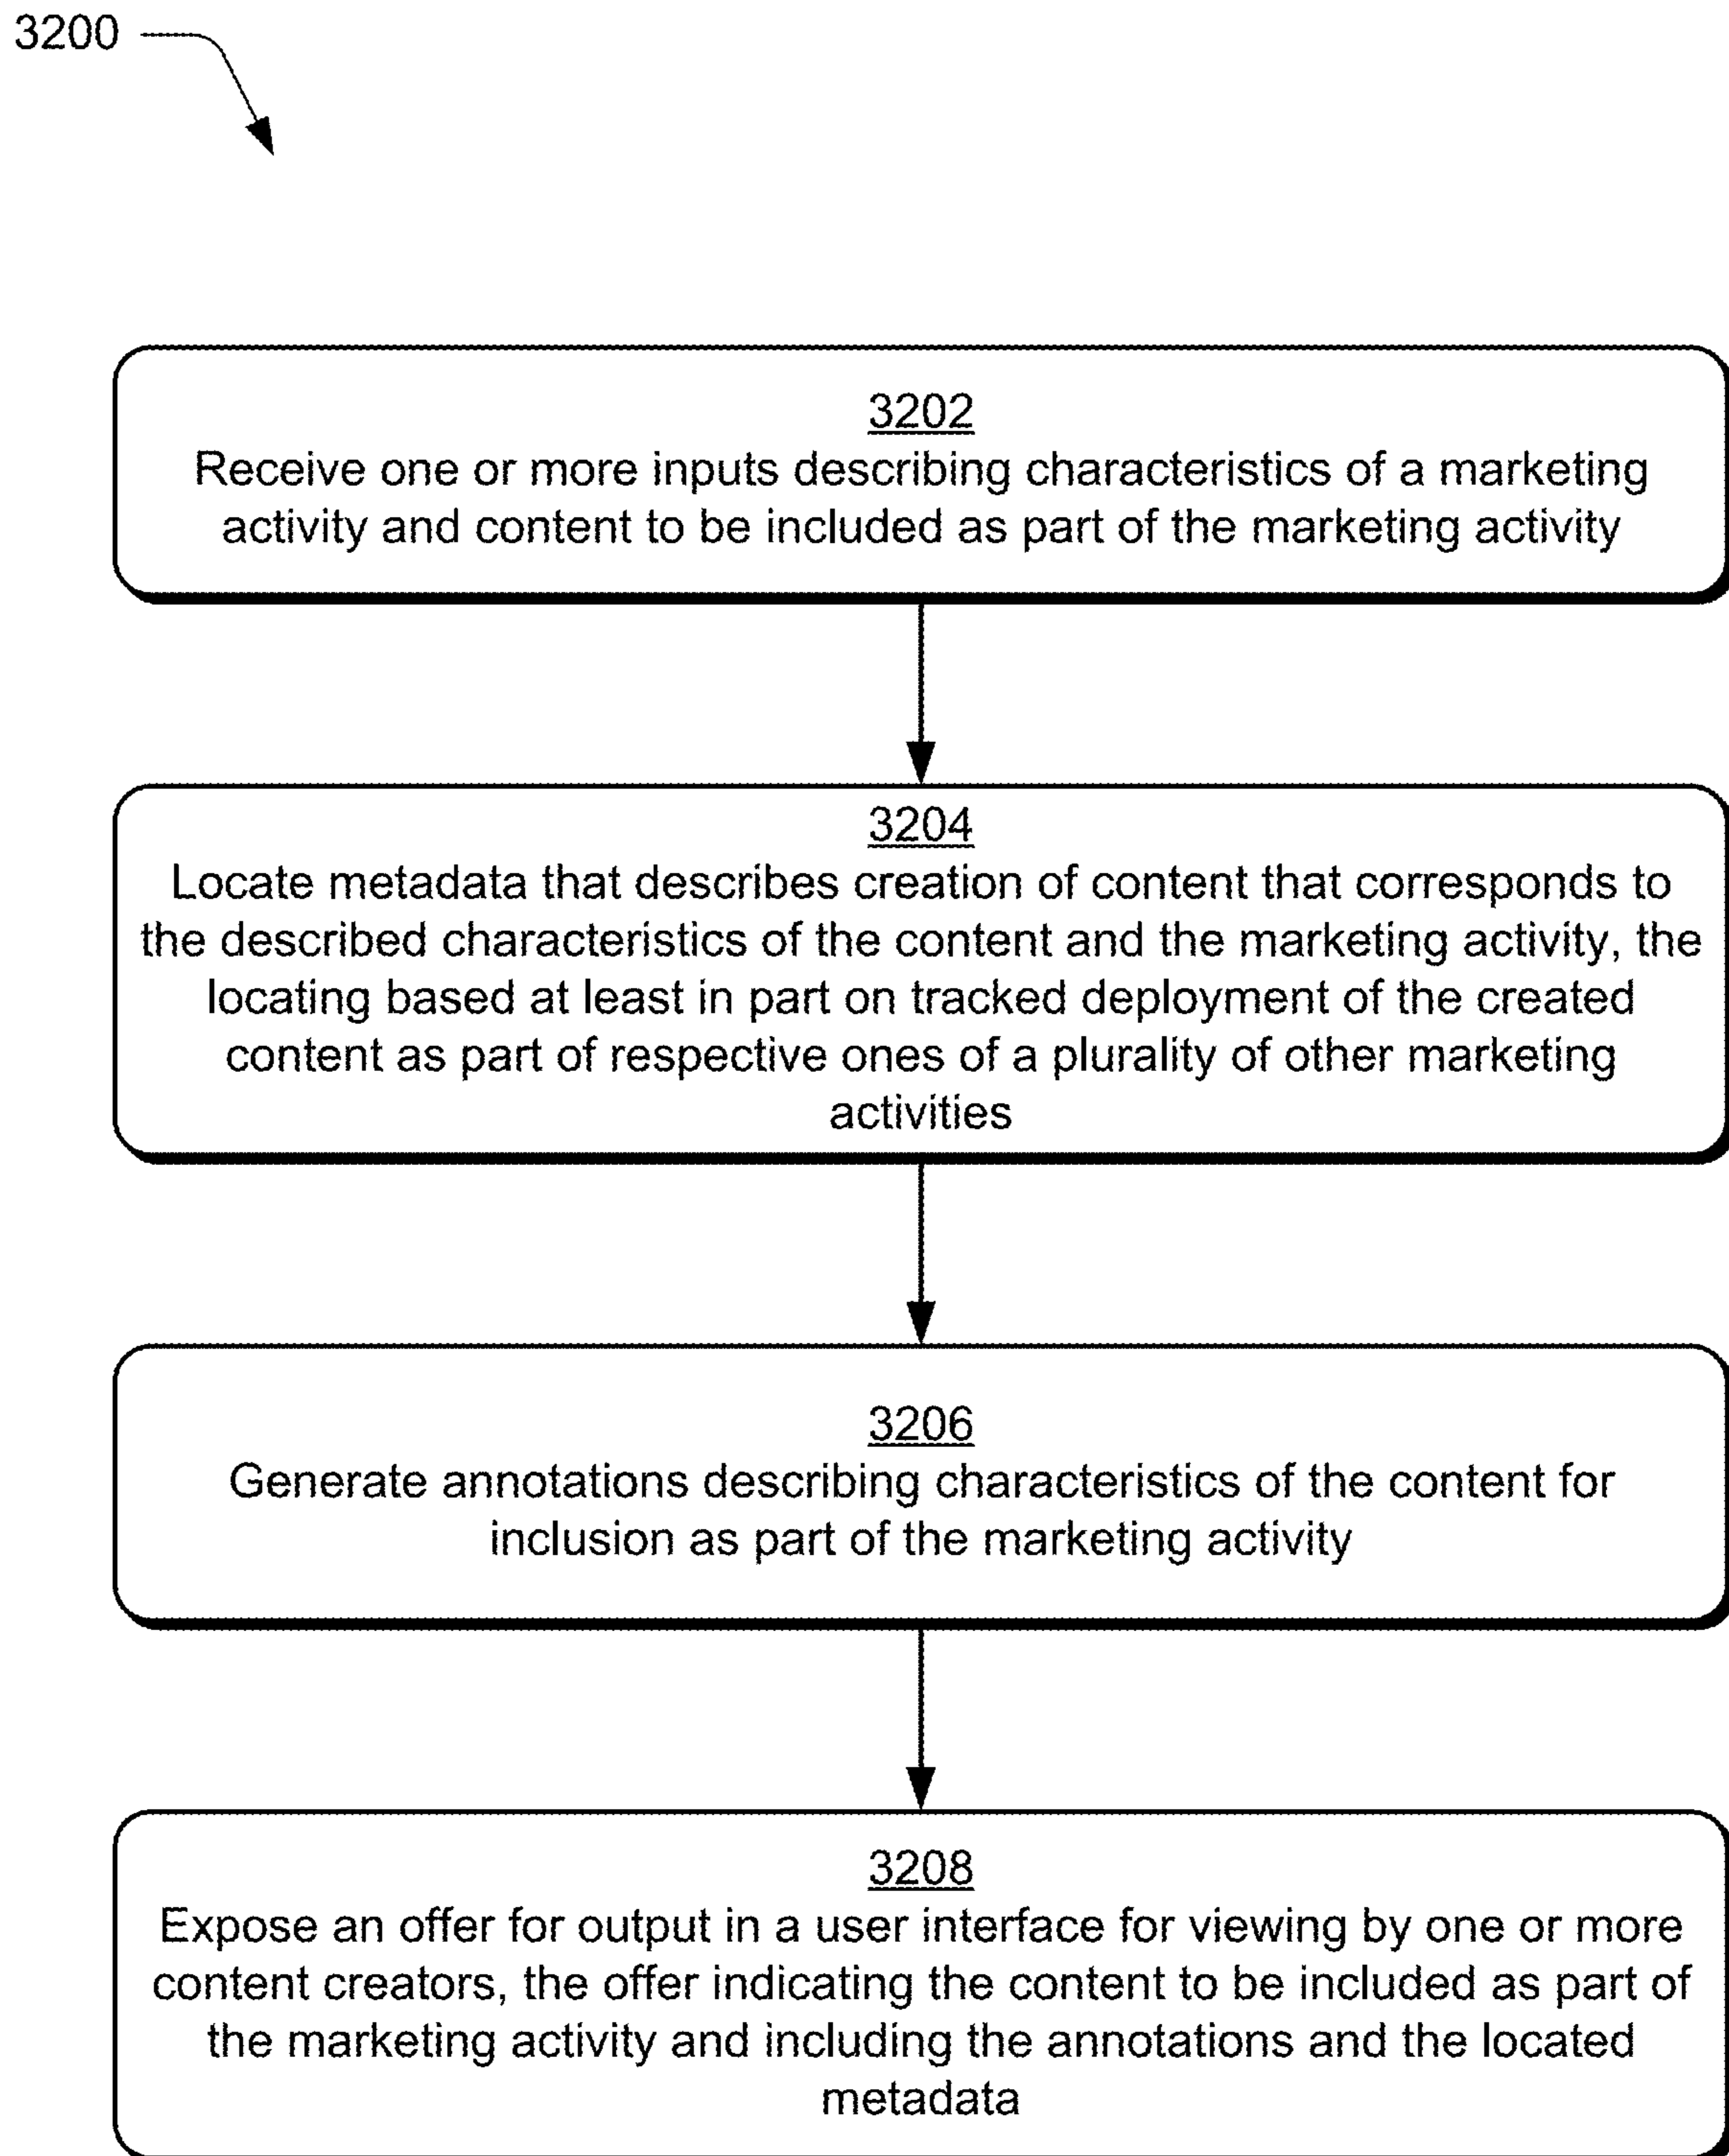 3200
3202
Receive one or more inputs describing characteristics of a marketing
activity and content to be included as part of the marketing activity
3204
Locate metadata that describes creation of content that corresponds to
the described characteristics of the content and the marketing activity, the
locating based at least in part on tracked deployment of the created
content as part of respective ones of a plurality of other marketing
activities
3206
Generate annotations describing characteristics of the content for
inclusion as part of the marketing activity
3208
Expose an offer for output in a user interface for viewing by one or more
content creators, the offer indicating the content to be included as part of
the marketing activity and including the annotations and the located
metadata